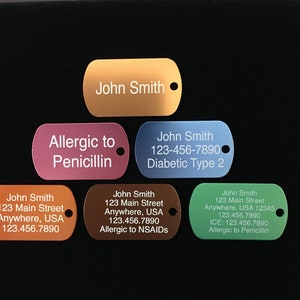 John Smith
Allergic to
Penicillin
John Smith
123-456-7890
Diabetic Type 2
John Smith
123 Main Street
Anywhere, USA
123.456.7890
John Smith
123 Main Street
Anywhere, USA
123.456.7890
Allergic to NSAIDs
John Smith
123 Main Street
Anywhere, USA 12345
123.456.7890
ICE: 123.456.7890
Allergic to Penicillin